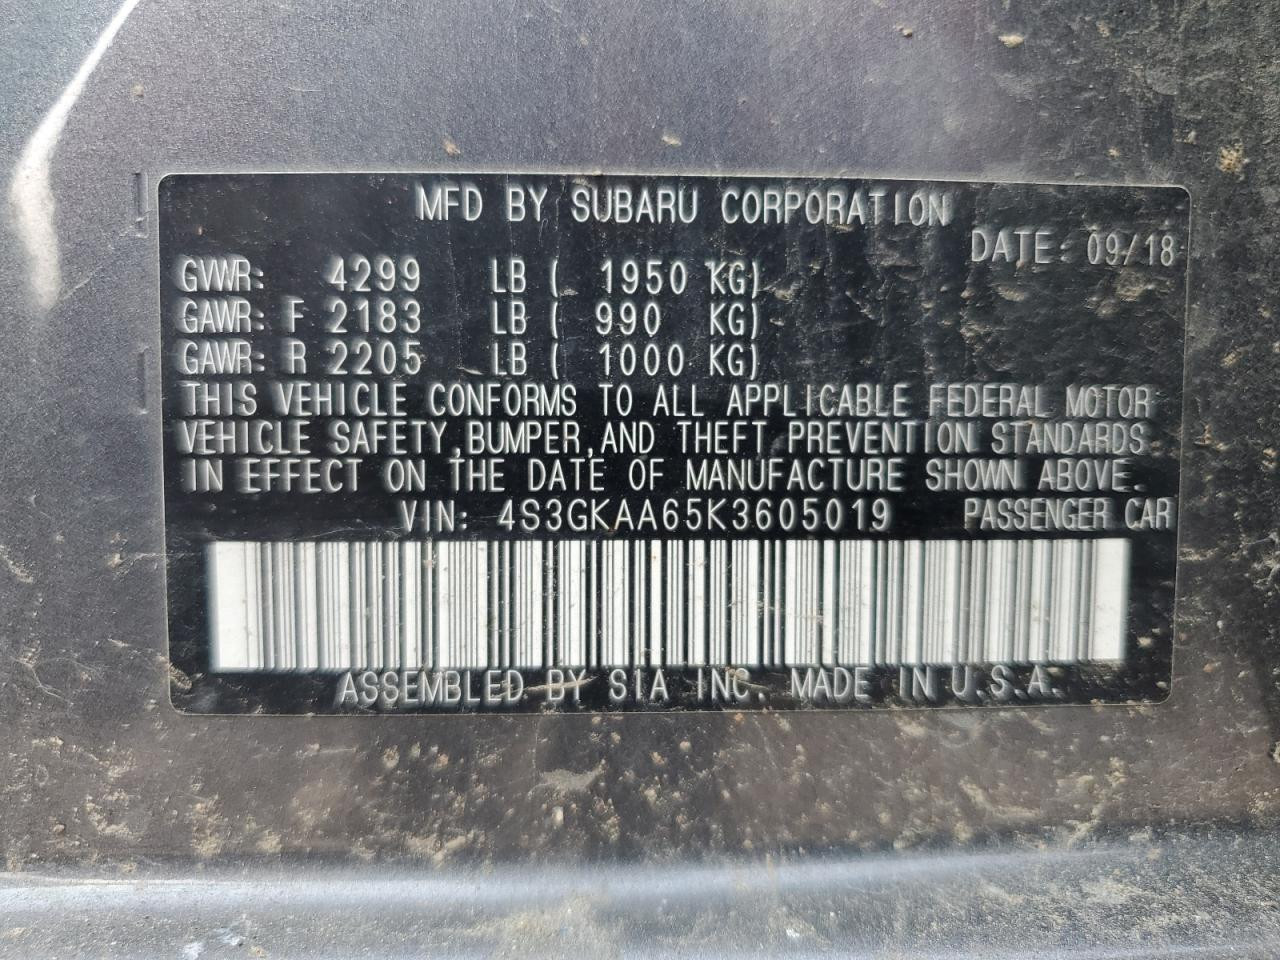 MFD BY SUBARU CORPORATION
DATE: 09/18
GVWR: 4299 LB ( 1950 KG)
GAWR: F 2183 LB ( 990 KG)
GAWR: R 2205 LB ( 1000 KG)
THIS VEHICLE CONFORMS TO ALL APPLICABLE FEDERAL MOTOR
VEHICLE SAFETY,BUMPER,AND THEFT PREVENTION STANDARDS
IN EFFECT ON THE DATE OF MANUFACTURE SHOWN ABOVE.
VIN: 4S3GKAA65K3605019 PASSENGER CAR
ASSEMBLED BY SIA INC. MADE IN U.S.A.